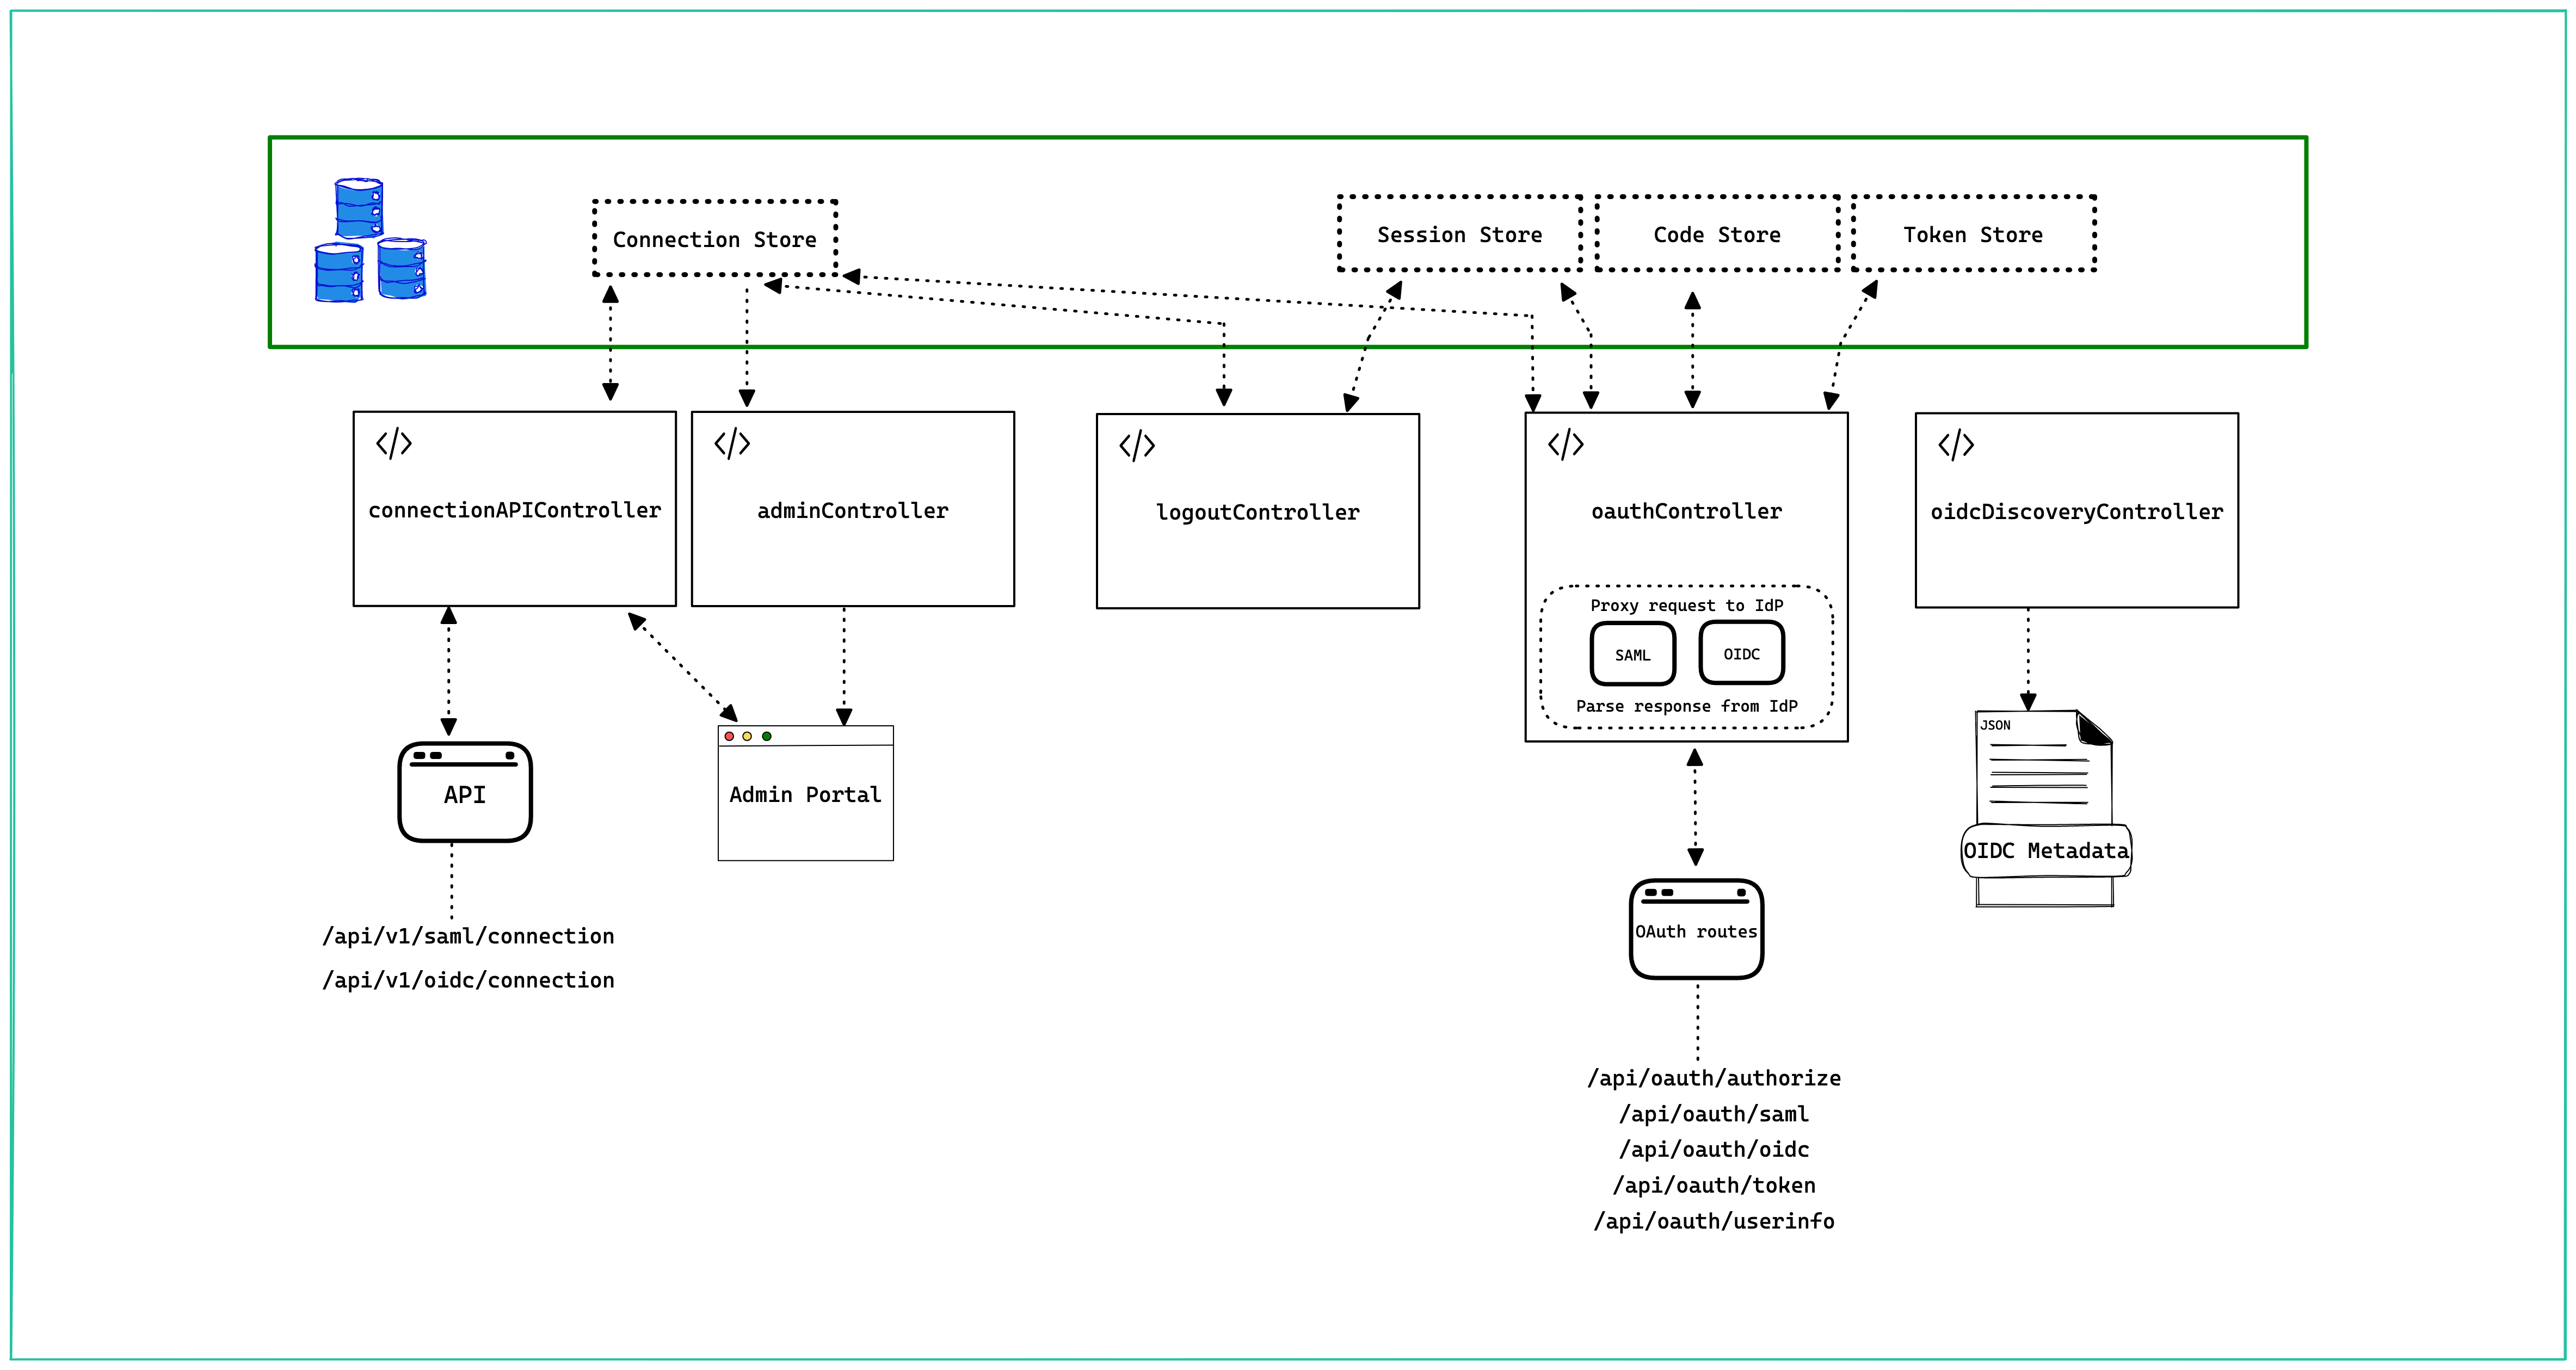 Connection Store
Session Store
Code Store
Token Store
</>
connectionAPIController
</>
adminController
</>
logoutController
</>
oauthController
Proxy request to IdP
SAML
OIDC
Parse response from IdP
</>
oidcDiscoveryController
API
/api/v1/saml/connection
/api/v1/oidc/connection
Admin Portal
OAuth routes
/api/oauth/authorize
/api/oauth/saml
/api/oauth/oidc
/api/oauth/token
/api/oauth/userinfo
JSON
OIDC Metadata